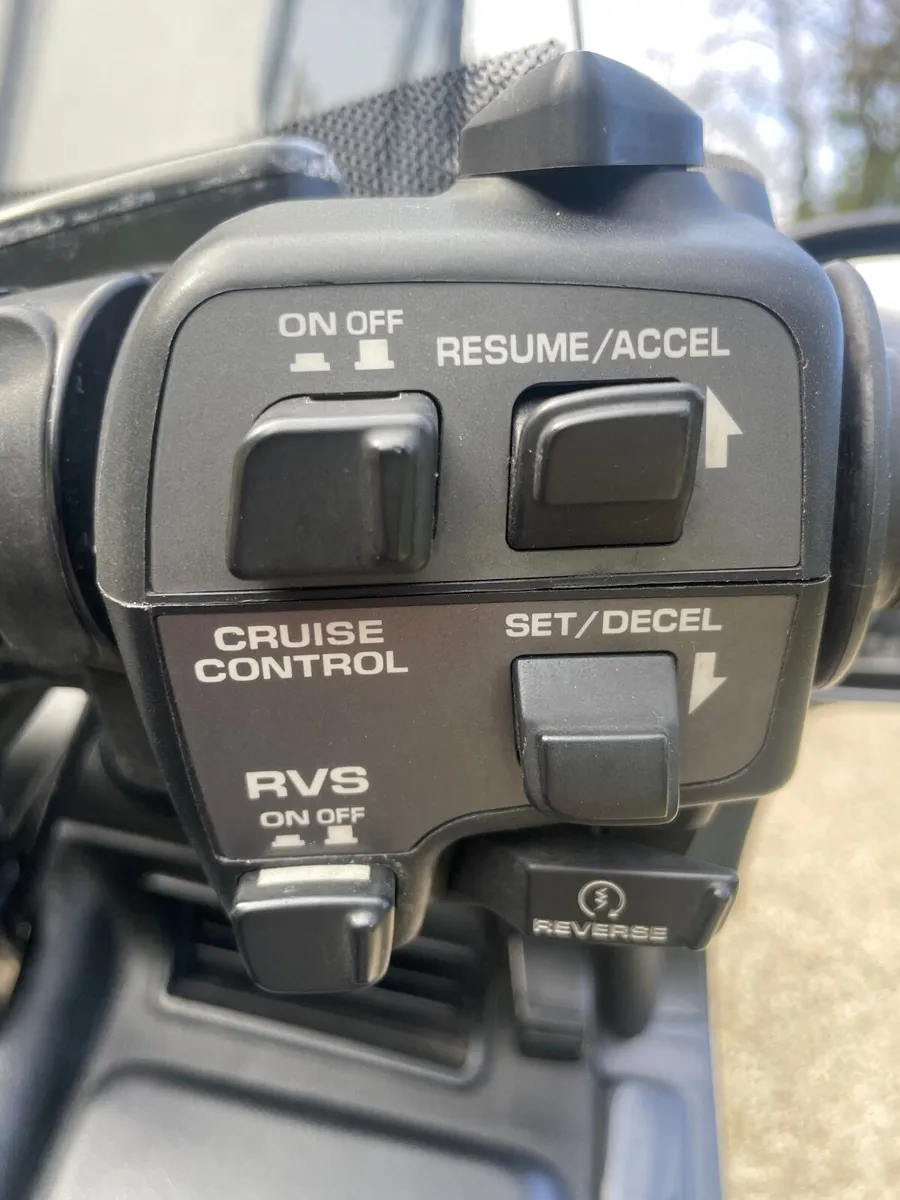 ON OFF
RESUME/ACCEL
CRUISE
CONTROL
SET/DECEL
RVS
ON OFF
REVERSE